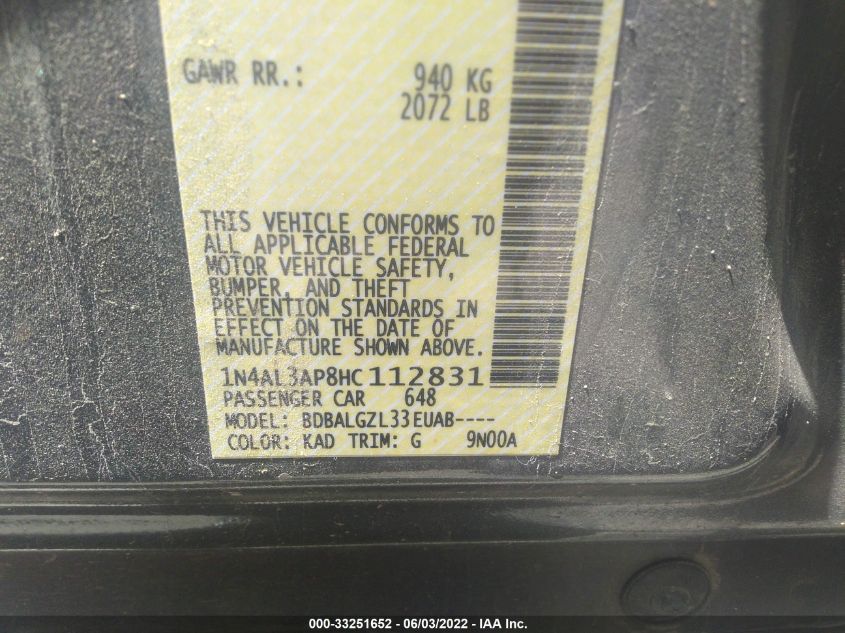 GAWR RR.: 940 KG
2072 LB
THIS VEHICLE CONFORMS TO
ALL APPLICABLE FEDERAL
MOTOR VEHICLE SAFETY,
BUMPER, AND THEFT
PREVENTION STANDARDS IN
EFFECT ON THE DATE OF
MANUFACTURE SHOWN ABOVE.
1N4AL3AP8HC112831
PASSENGER CAR 648
MODEL: BDBALGZL33EUAB----
COLOR: KAD TRIM: G 9N00A
000-33251652 - 06/03/2022 - IAA Inc.